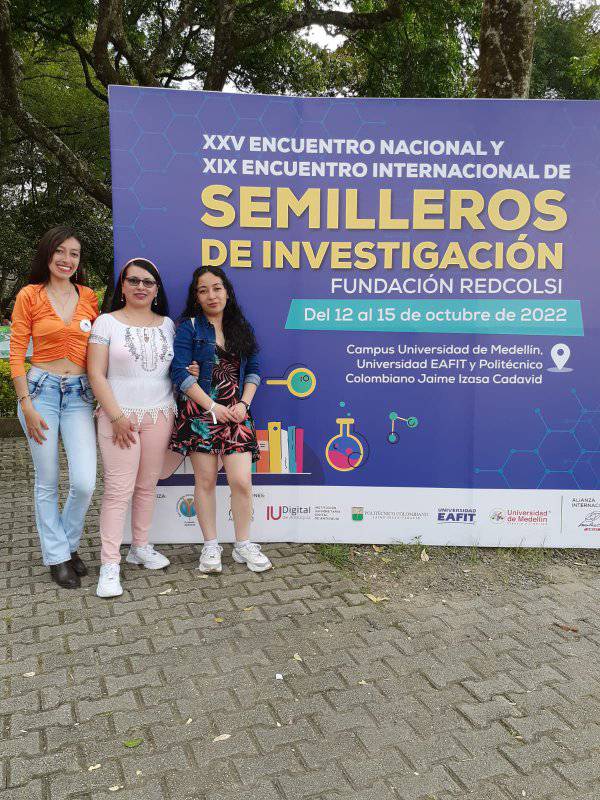 XXV ENCUENTRO NACIONAL Y
XIX ENCUENTRO INTERNACIONAL DE
SEMILLEROS
DE INVESTIGACIÓN
FUNDACIÓN REDCOLSI
Del 12 al 15 de octubre de 2022
Campus Universidad de Medellín,
Universidad EAFIT y Politécnico
Colombiano Jaime Izasa Cadavid
IU Digital
POLITÉCNICO COLOMBIANO
UNIVERSIDAD
EAFIT
Universidad
de Medellín
ALIANZA